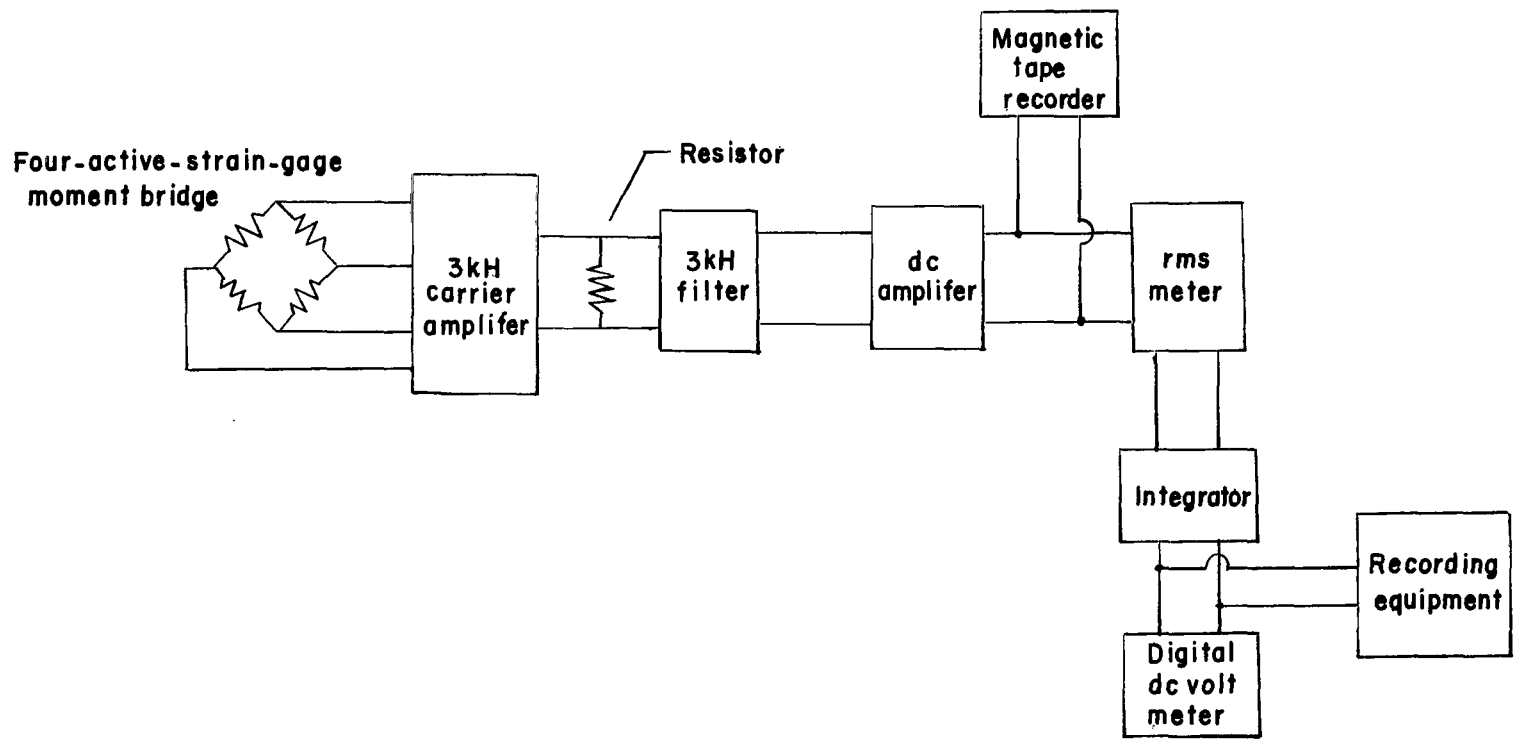 Magnetic
tape
recorder
Four-active-strain-gage
moment bridge
Resistor
3kH
carrier
amplifer
3kH
filter
dc
amplifer
rms
meter
Integrator
Recording
equipment
Digital
dc volt
meter